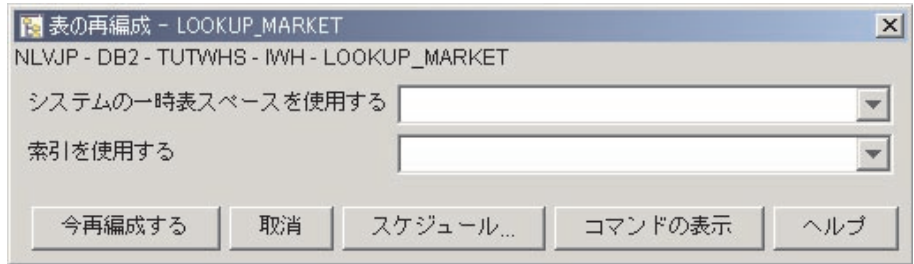 表の再編成 - LOOKUP_MARKET
NLVJP - DB2 - TUTWHS - IWH - LOOKUP_MARKET
システムの一時表スペースを使用する
索引を使用する
今再編成する 取消 スケジュール... コマンドの表示 ヘルプ